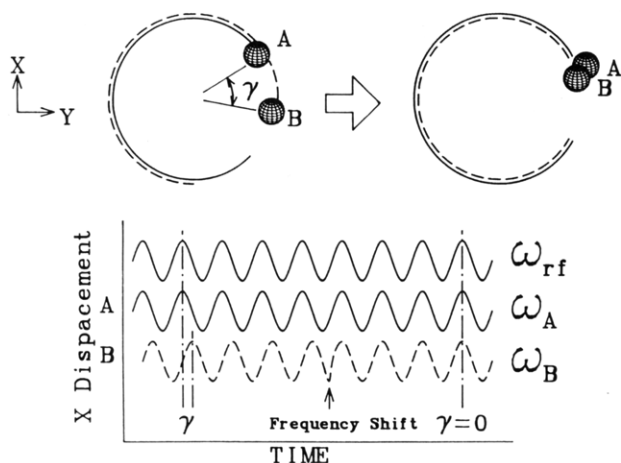 A
X
γ
Y
B
A
B
X Dispacement
ω_rf
A
ω_A
B
ω_B
γ
Frequency Shift
γ=0
TIME